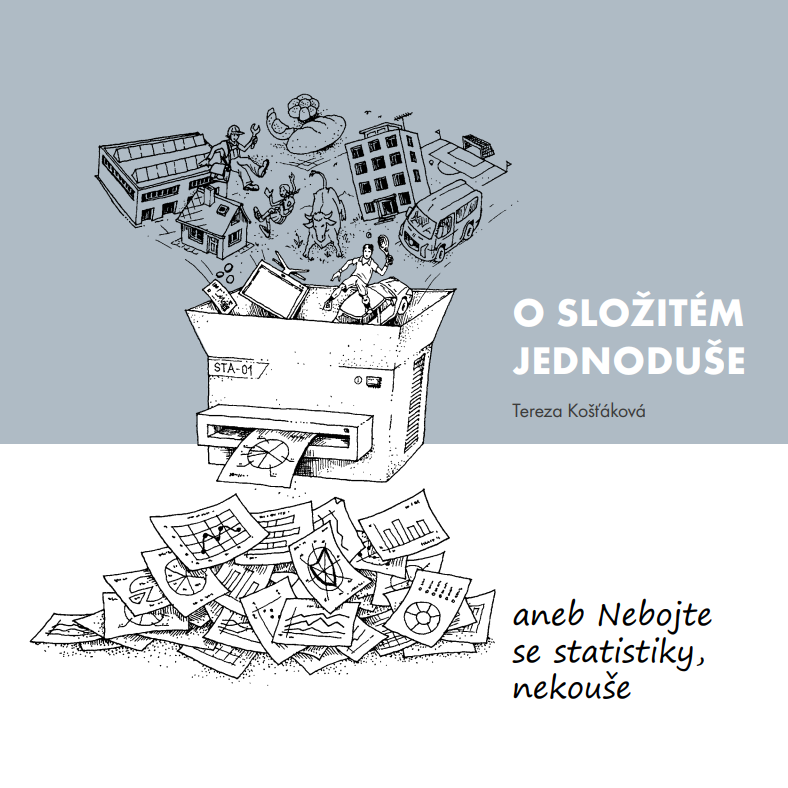 STA-01
O SLOŽITÉM
JEDNODUŠE
Tereza Košťáková
aneb Nebojte
se statistiky,
nekouše